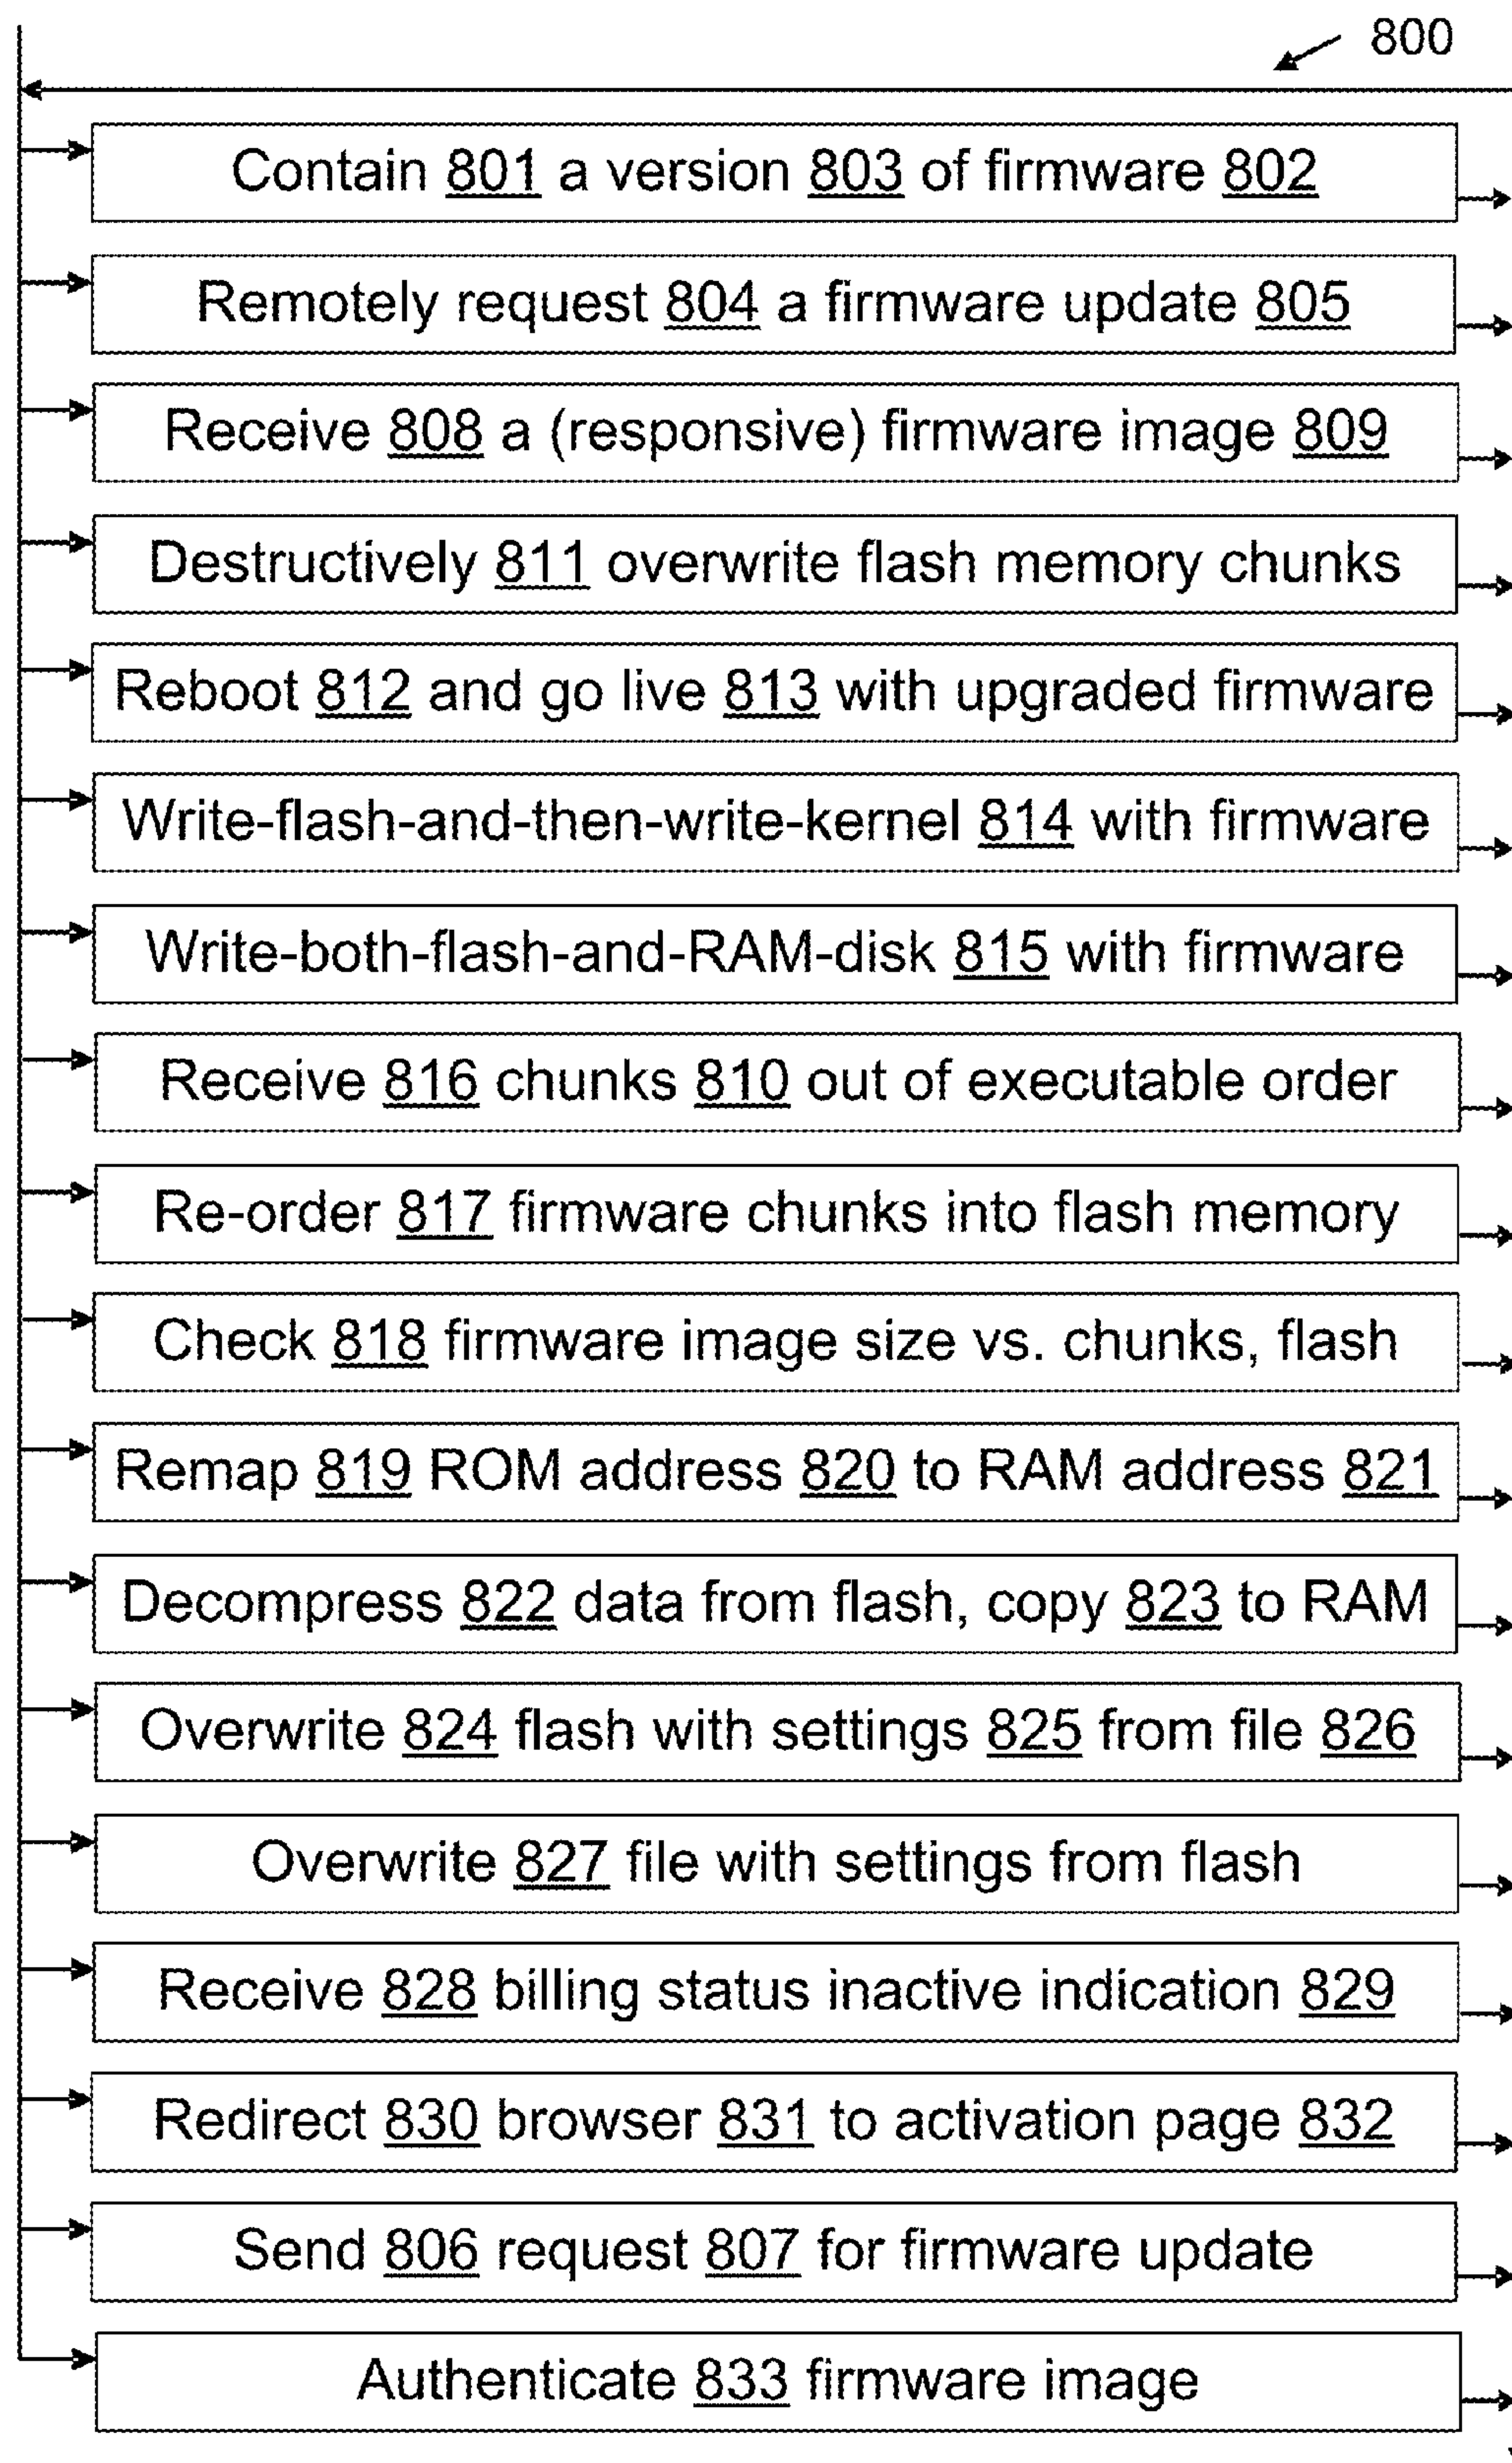 800
Contain 801 a version 803 of firmware 802
Remotely request 804 a firmware update 805
Receive 808 a (responsive) firmware image 809
Destructively 811 overwrite flash memory chunks
Reboot 812 and go live 813 with upgraded firmware
Write-flash-and-then-write-kernel 814 with firmware
Write-both-flash-and-RAM-disk 815 with firmware
Receive 816 chunks 810 out of executable order
Re-order 817 firmware chunks into flash memory
Check 818 firmware image size vs. chunks, flash
Remap 819 ROM address 820 to RAM address 821
Decompress 822 data from flash, copy 823 to RAM
Overwrite 824 flash with settings 825 from file 826
Overwrite 827 file with settings from flash
Receive 828 billing status inactive indication 829
Redirect 830 browser 831 to activation page 832
Send 806 request 807 for firmware update
Authenticate 833 firmware image